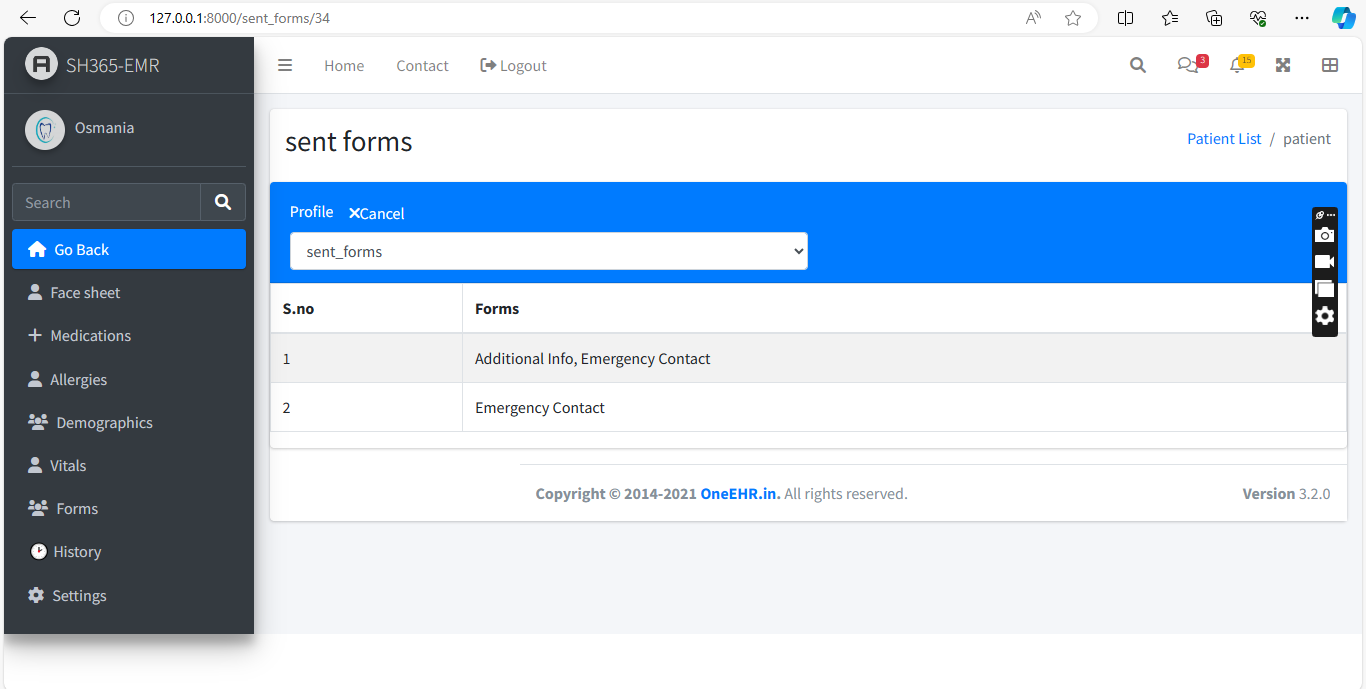 127.0.0.1:8000/sent_forms/34
SH365-EMR
Home Contact Logout 3 15
Osmania
sent forms
Patient List / patient
Search
Profile Cancel
sent_forms
Go Back
Face sheet
Medications
Allergies
Demographics
Vitals
Forms
History
Settings
S.no Forms
1 Additional Info, Emergency Contact
2 Emergency Contact
Copyright © 2014-2021 OneEHR.in. All rights reserved. Version 3.2.0